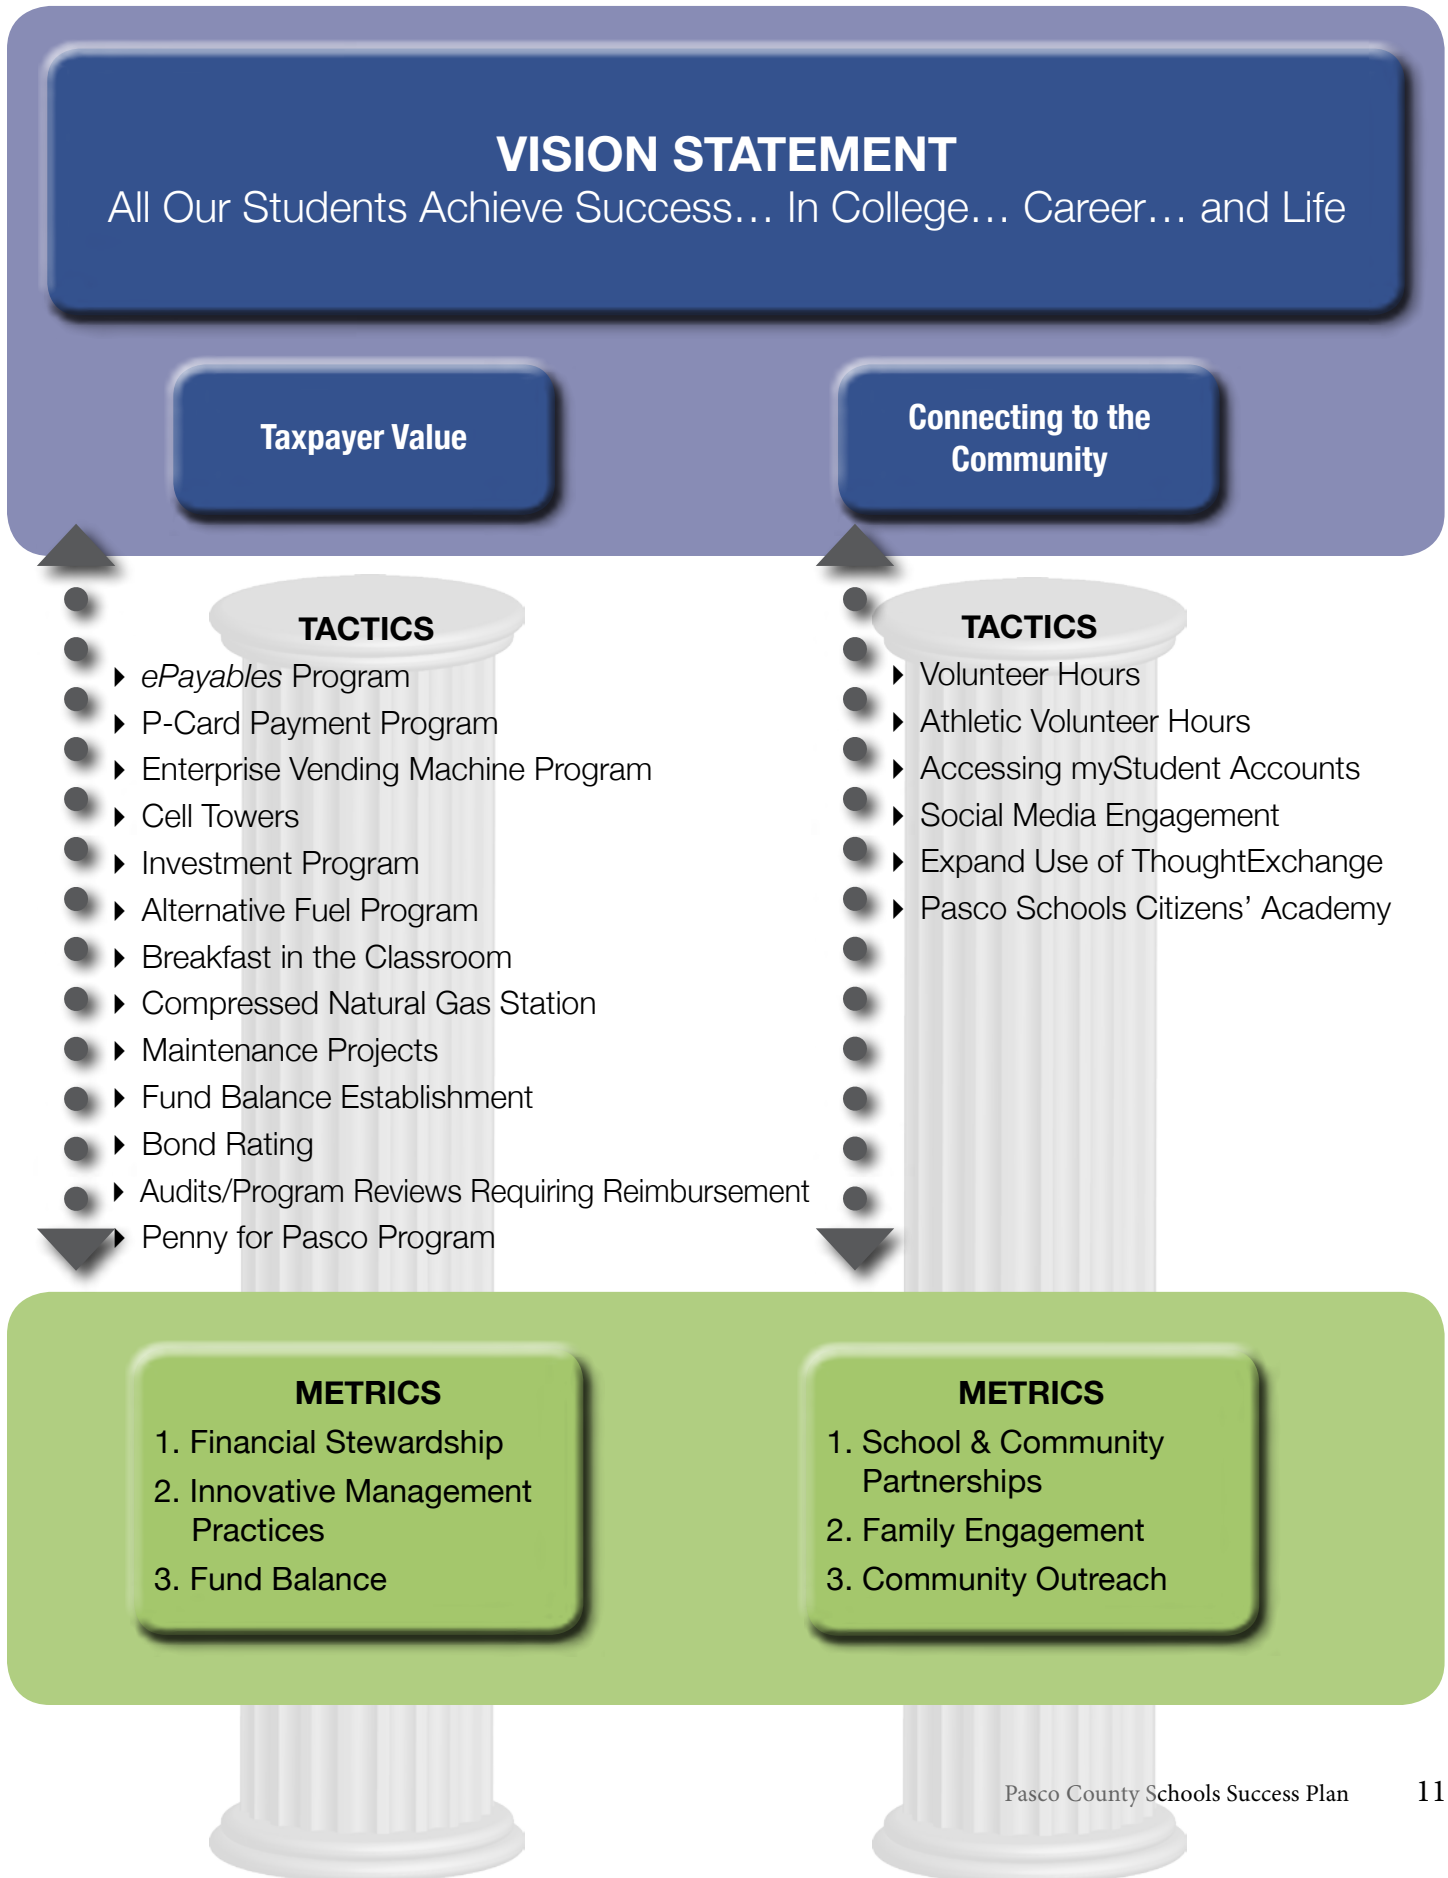 VISION STATEMENT
All Our Students Achieve Success… In College… Career… and Life
Taxpayer Value
Connecting to the
Community
TACTICS
ePayables Program
P-Card Payment Program
Enterprise Vending Machine Program
Cell Towers
Investment Program
Alternative Fuel Program
Breakfast in the Classroom
Compressed Natural Gas Station
Maintenance Projects
Fund Balance Establishment
Bond Rating
Audits/Program Reviews Requiring Reimbursement
Penny for Pasco Program
TACTICS
Volunteer Hours
Athletic Volunteer Hours
Accessing myStudent Accounts
Social Media Engagement
Expand Use of ThoughtExchange
Pasco Schools Citizens’ Academy
METRICS
1. Financial Stewardship
2. Innovative Management
Practices
3. Fund Balance
METRICS
1. School & Community
Partnerships
2. Family Engagement
3. Community Outreach
Pasco County Schools Success Plan 11